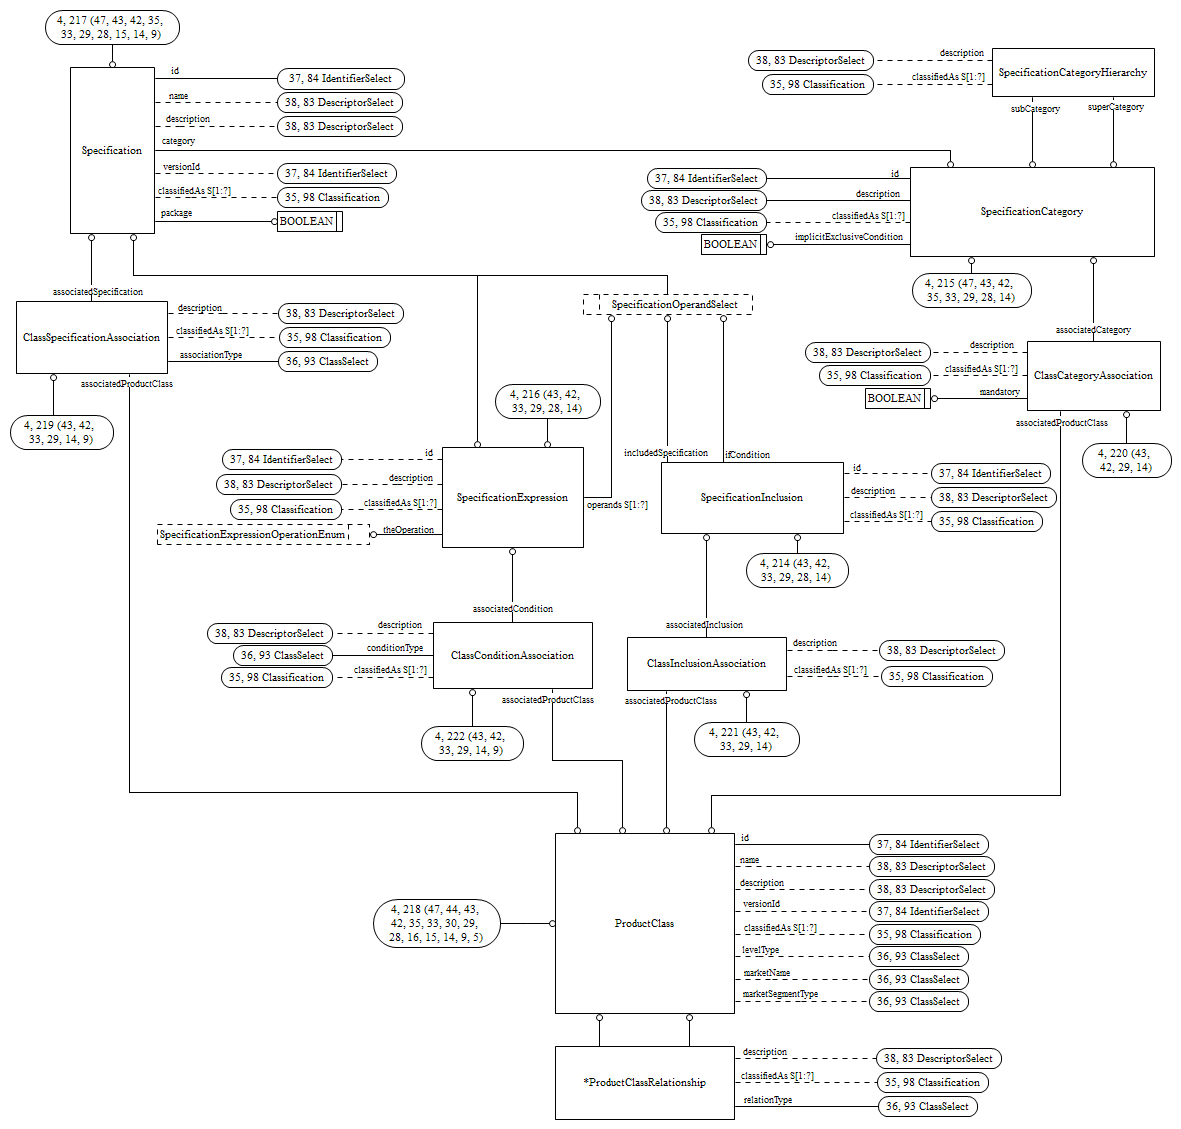 4, 217 (47, 43, 42, 35,
33, 29, 28, 15, 14, 9)
Specification
id
37, 84 IdentifierSelect
name
38, 83 DescriptorSelect
description
38, 83 DescriptorSelect
category
versionId
37, 84 IdentifierSelect
classifiedAs S[1:?]
35, 98 Classification
package
BOOLEAN
description
38, 83 DescriptorSelect
classifiedAs S[1:?]
35, 98 Classification
SpecificationCategoryHierarchy
subCategory
superCategory
id
37, 84 IdentifierSelect
description
38, 83 DescriptorSelect
classifiedAs S[1:?]
35, 98 Classification
implicitExclusiveCondition
BOOLEAN
SpecificationCategory
4, 215 (47, 43, 42,
35, 33, 29, 28, 14)
associatedSpecification
ClassSpecificationAssociation
description
38, 83 DescriptorSelect
classifiedAs S[1:?]
35, 98 Classification
associationType
36, 93 ClassSelect
associatedProductClass
4, 219 (43, 42,
33, 29, 14, 9)
SpecificationOperandSelect
associatedCategory
description
38, 83 DescriptorSelect
classifiedAs S[1:?]
35, 98 Classification
mandatory
BOOLEAN
ClassCategoryAssociation
associatedProductClass
4, 220 (43,
42, 29, 14)
4, 216 (43, 42,
33, 29, 28, 14)
id
37, 84 IdentifierSelect
description
38, 83 DescriptorSelect
classifiedAs S[1:?]
35, 98 Classification
theOperation
SpecificationExpressionOperationEnum
SpecificationExpression
operands S[1:?]
includedSpecification
ifCondition
SpecificationInclusion
id
37, 84 IdentifierSelect
description
38, 83 DescriptorSelect
classifiedAs S[1:?]
35, 98 Classification
4, 214 (43, 42,
33, 29, 28, 14)
associatedCondition
description
38, 83 DescriptorSelect
conditionType
36, 93 ClassSelect
classifiedAs S[1:?]
35, 98 Classification
ClassConditionAssociation
associatedProductClass
4, 222 (43, 42,
33, 29, 14, 9)
associatedInclusion
ClassInclusionAssociation
description
38, 83 DescriptorSelect
classifiedAs S[1:?]
35, 98 Classification
associatedProductClass
4, 221 (43, 42,
33, 29, 14)
4, 218 (47, 44, 43,
42, 35, 33, 30, 29,
28, 16, 15, 14, 9, 5)
ProductClass
id
37, 84 IdentifierSelect
name
38, 83 DescriptorSelect
description
38, 83 DescriptorSelect
versionId
37, 84 IdentifierSelect
classifiedAs S[1:?]
35, 98 Classification
levelType
36, 93 ClassSelect
marketName
36, 93 ClassSelect
marketSegmentType
36, 93 ClassSelect
*ProductClassRelationship
description
38, 83 DescriptorSelect
classifiedAs S[1:?]
35, 98 Classification
relationType
36, 93 ClassSelect